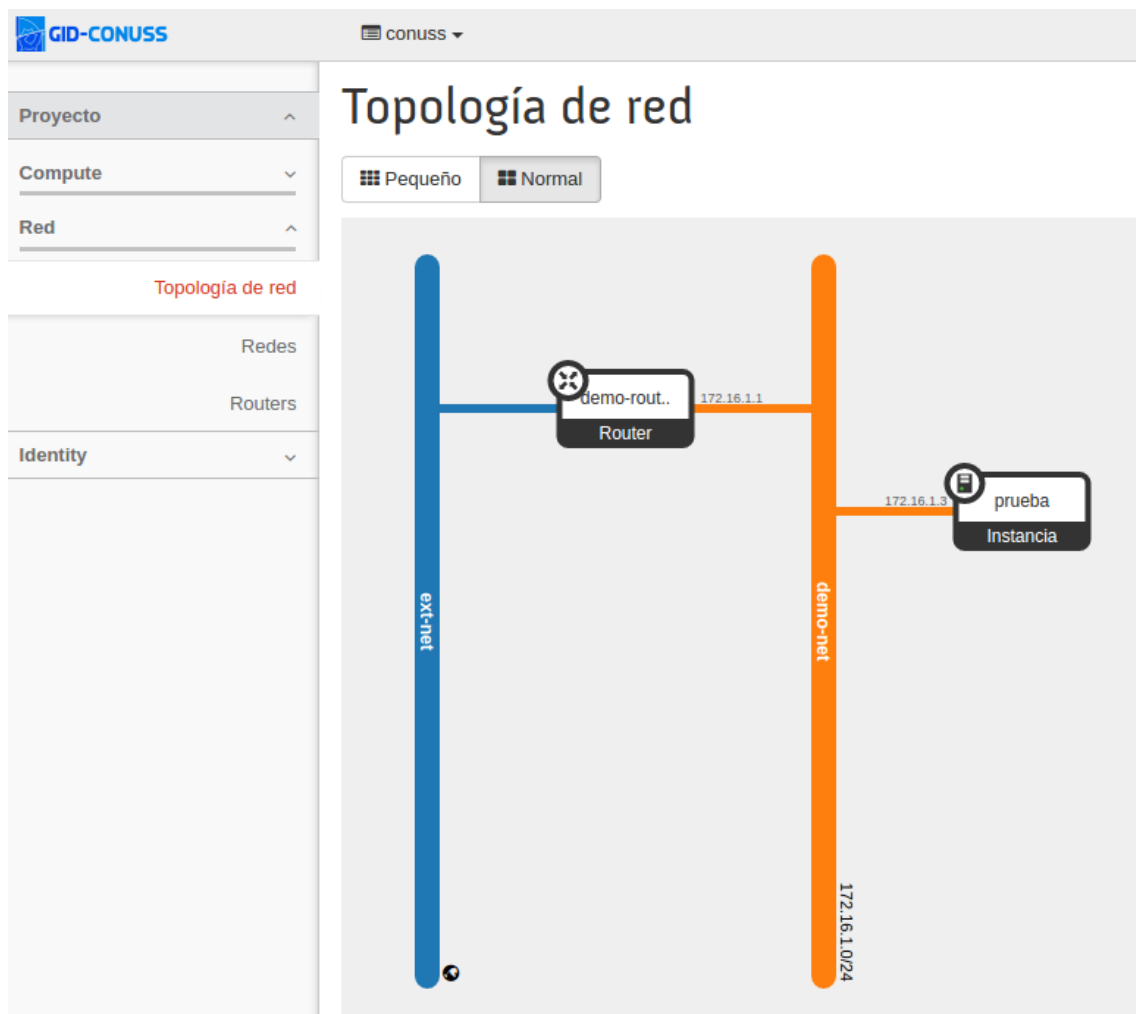 GID-CONUSS
conuss
Proyecto
Compute
Red
Topología de red
Redes
Routers
Identity
Topología de red
Pequeño
Normal
ext-net
demo-rout..
Router
172.16.1.1
demo-net
172.16.1.0/24
172.16.1.3
prueba
Instancia